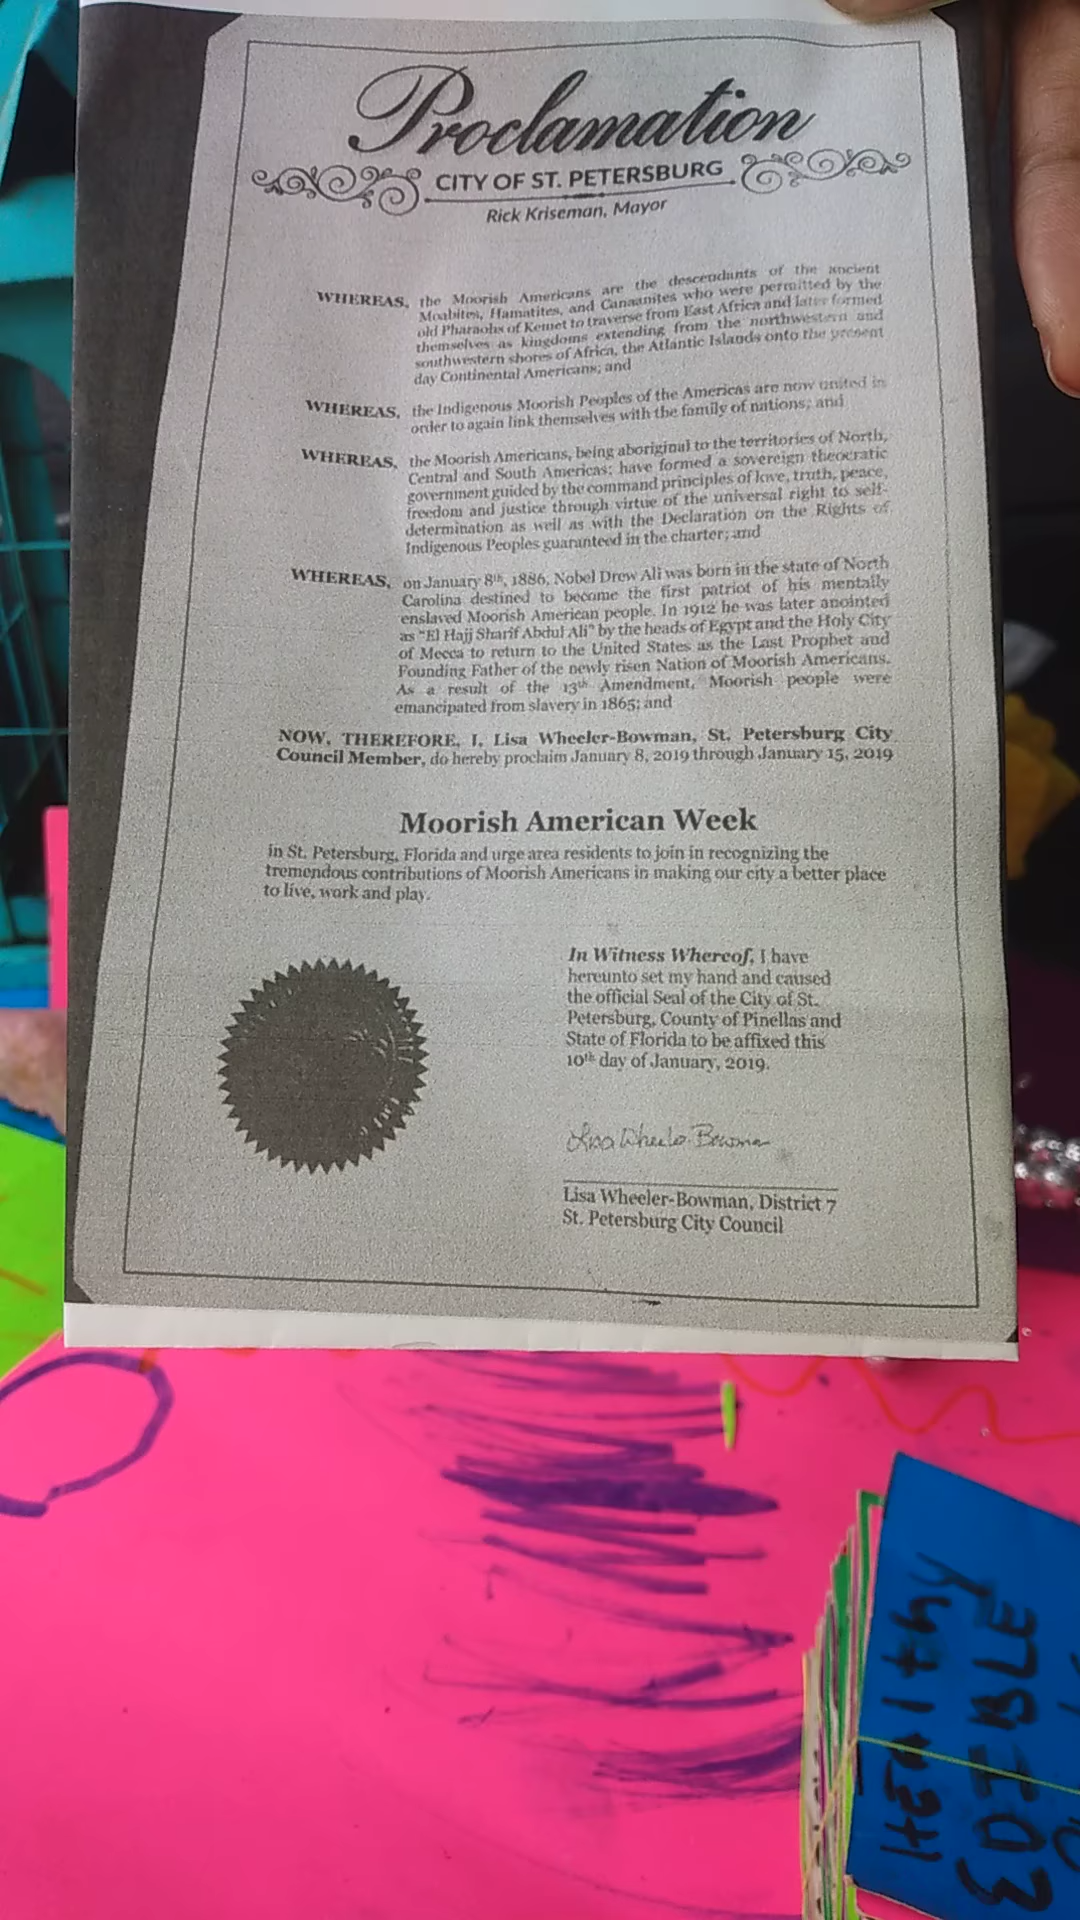 Proclamation
CITY OF ST. PETERSBURG
Rick Kriseman, Mayor
WHEREAS, the Moorish Americans are the descendants of the ancient
Moabites, Hamatites, and Canaanites who were permitted by the
old Pharaohs of Kemet to traverse from East Africa and later formed
themselves as kingdoms extending from the northwestern and
southwestern shores of Africa, the Atlantic Islands onto the present
day Continental Americans; and
WHEREAS, the Indigenous Moorish Peoples of the Americas are now united in
order to again link themselves with the family of nations; and
WHEREAS, the Moorish Americans, being aboriginal to the territories of North,
Central and South Americas; have formed a sovereign theocratic
government guided by the command principles of love, truth, peace,
freedom and justice through virtue of the universal right to self-
determination as well as with the Declaration on the Rights of
Indigenous Peoples guaranteed in the charter; and
WHEREAS, on January 8th, 1886, Nobel Drew Ali was born in the state of North
Carolina destined to become the first patriot of his mentally
enslaved Moorish American people. In 1912 he was later anointed
as "El Hajj Sharif Abdul Ali" by the heads of Egypt and the Holy City
of Mecca to return to the United States as the Last Prophet and
Founding Father of the newly risen Nation of Moorish Americans.
As a result of the 13th Amendment, Moorish people were
emancipated from slavery in 1865; and
NOW, THEREFORE, I, Lisa Wheeler-Bowman, St. Petersburg City
Council Member, do hereby proclaim January 8, 2019 through January 15, 2019
Moorish American Week
in St. Petersburg, Florida and urge area residents to join in recognizing the
tremendous contributions of Moorish Americans in making our city a better place
to live, work and play.
In Witness Whereof, I have
hereunto set my hand and caused
the official Seal of the City of St.
Petersburg, County of Pinellas and
State of Florida to be affixed this
10th day of January, 2019.
Lisa Wheeler Bowman
Lisa Wheeler-Bowman, District 7
St. Petersburg City Council
Healthy
EDIBLE